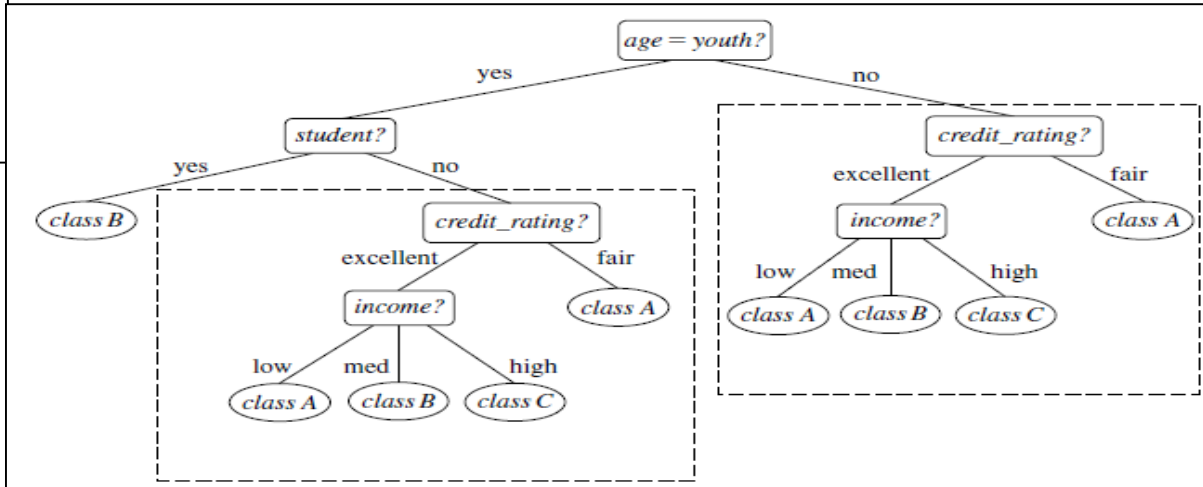 age = youth?
yes
no
student?
credit_rating?
yes
no
excellent
fair
class B
credit_rating?
income?
class A
excellent
fair
low
med
high
income?
class A
class A
class B
class C
low
med
high
class A
class B
class C